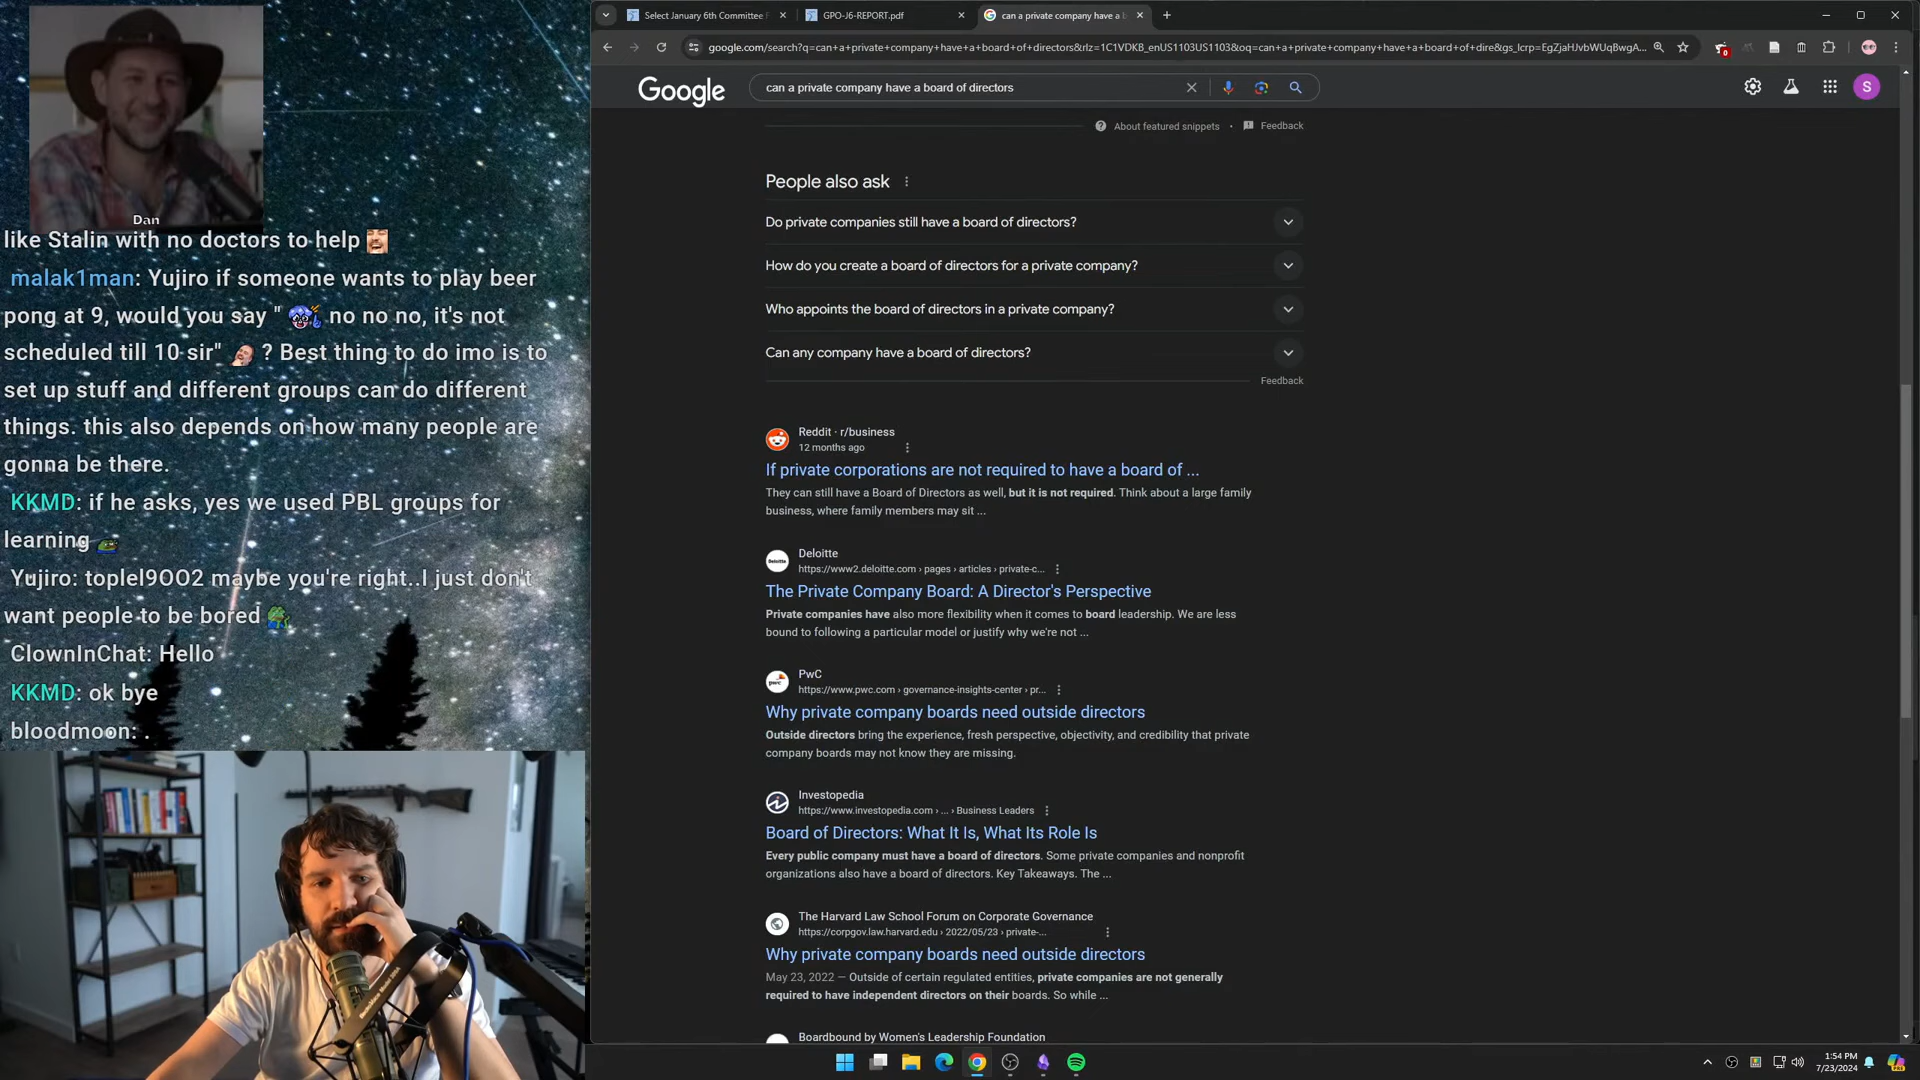 Select January 6th Committee F
GPO-J6-REPORT.pdf
can a private company have a b
google.com/search?q=can+a+private+company+have+a+board+of+directors&rlz=1C1VDKB_enUS1103US1103&oq=can+a+private+company+have+a+board+of+dire&gs_lcrp=EgZjaHJvbWUqBwgA...
0
Google
can a private company have a board of directors
S
About featured snippets
•
Feedback
People also ask
Do private companies still have a board of directors?
How do you create a board of directors for a private company?
Who appoints the board of directors in a private company?
Can any company have a board of directors?
Feedback
Reddit · r/business
12 months ago
If private corporations are not required to have a board of ...
They can still have a Board of Directors as well, but it is not required. Think about a large family
business, where family members may sit ...
Deloitte
https://www2.deloitte.com › pages › articles › private-c...
The Private Company Board: A Director's Perspective
Private companies have also more flexibility when it comes to board leadership. We are less
bound to following a particular model or justify why we're not ...
PwC
https://www.pwc.com › governance-insights-center › pr...
Why private company boards need outside directors
Outside directors bring the experience, fresh perspective, objectivity, and credibility that private
company boards may not know they are missing.
Investopedia
https://www.investopedia.com › ... › Business Leaders
Board of Directors: What It Is, What Its Role Is
Every public company must have a board of directors. Some private companies and nonprofit
organizations also have a board of directors. Key Takeaways. The ...
The Harvard Law School Forum on Corporate Governance
https://corpgov.law.harvard.edu › 2022/05/23 › private-...
Why private company boards need outside directors
May 23, 2022 — Outside of certain regulated entities, private companies are not generally
required to have independent directors on their boards. So while ...
Boardbound by Women's Leadership Foundation
Dan
like Stalin with no doctors to help
malak1man: Yujiro if someone wants to play beer
pong at 9, would you say " no no no, it's not
scheduled till 10 sir" ? Best thing to do imo is to
set up stuff and different groups can do different
things. this also depends on how many people are
gonna be there.
KKMD: if he asks, yes we used PBL groups for
learning
Yujiro: toplel9OO2 maybe you're right..I just don't
want people to be bored
ClownInChat: Hello
KKMD: ok bye
bloodmoon: .
1:54 PM
7/23/2024